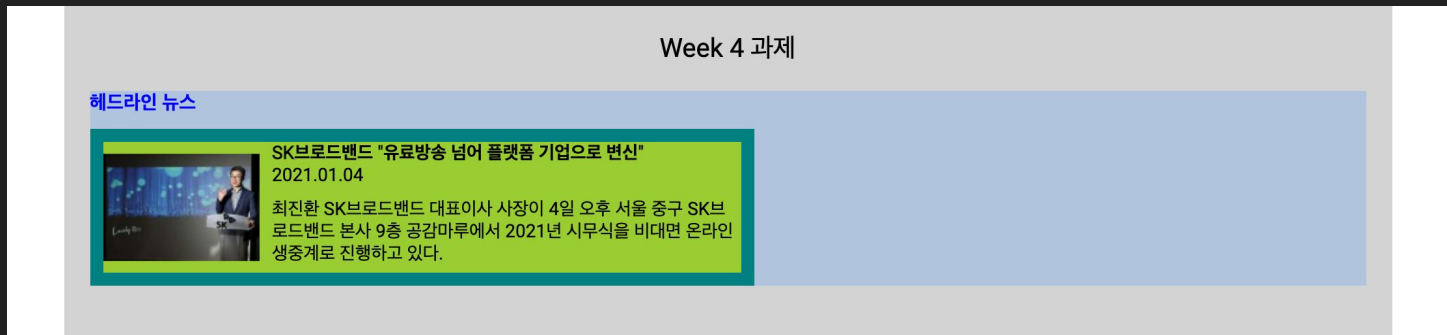 Week 4 과제
헤드라인 뉴스
SK브로드밴드 "유료방송 넘어 플랫폼 기업으로 변신"
2021.01.04
최진환 SK브로드밴드 대표이사 사장이 4일 오후 서울 중구 SK브
로드밴드 본사 9층 공감마루에서 2021년 시무식을 비대면 온라인
생중계로 진행하고 있다.
SK